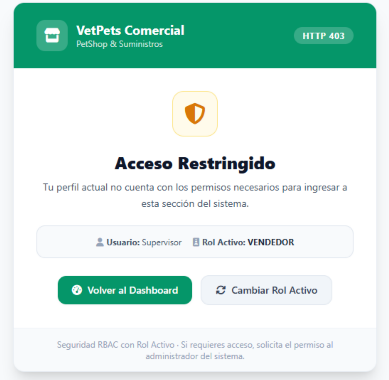 VetPets Comercial
PetShop & Suministros
HTTP 403
Acceso Restringido
Tu perfil actual no cuenta con los permisos necesarios para ingresar a
esta sección del sistema.
Usuario: Supervisor Rol Activo: VENDEDOR
Volver al Dashboard
Cambiar Rol Activo
Seguridad RBAC con Rol Activo · Si requieres acceso, solicita el permiso al
administrador del sistema.